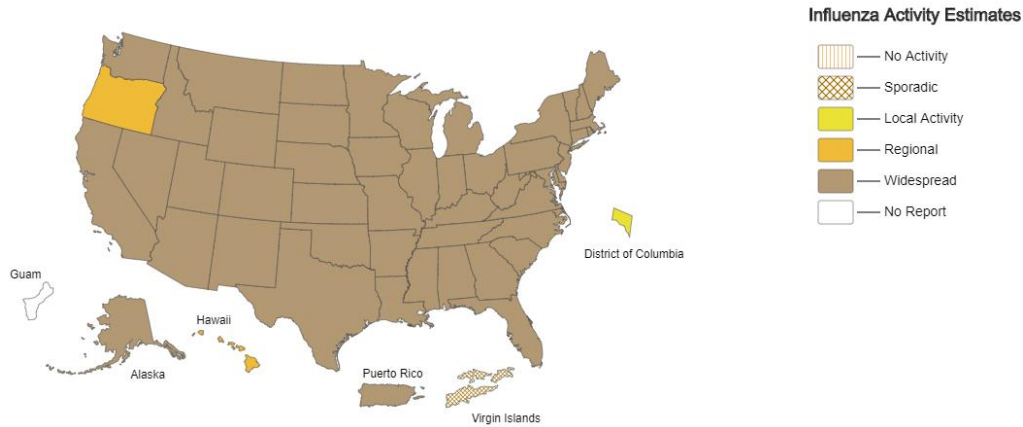 Influenza Activity Estimates
No Activity
Sporadic
Local Activity
Regional
Widespread
No Report
District of Columbia
Guam
Hawaii
Alaska
Puerto Rico
Virgin Islands